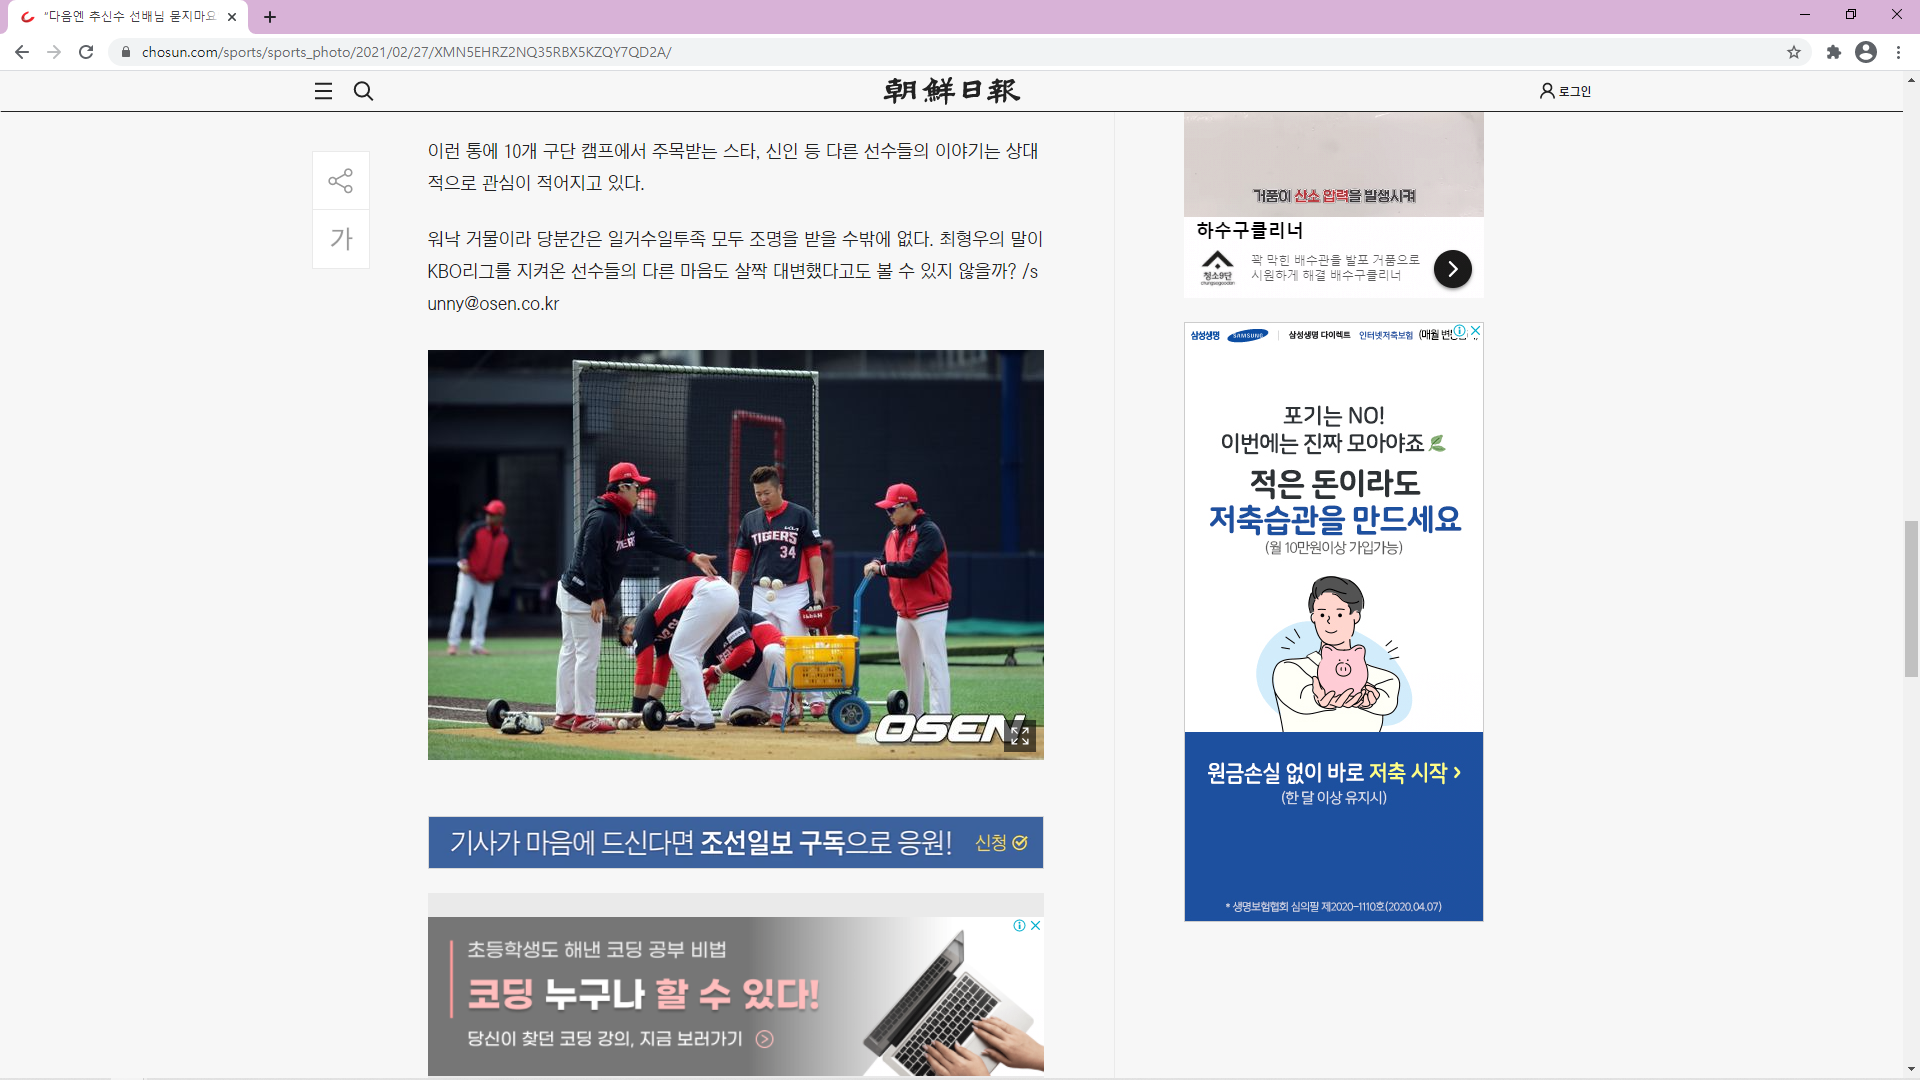 "다음엔 추신수 선배님 묻지마요
chosun.com/sports/sports_photo/2021/02/27/XMN5EHRZ2NQ35RBX5KZQY7QD2A/
朝鮮日報
로그인
가
이런 통에 10개 구단 캠프에서 주목받는 스타, 신인 등 다른 선수들의 이야기는 상대
적으로 관심이 적어지고 있다.
워낙 거물이라 당분간은 일거수일투족 모두 조명을 받을 수밖에 없다. 최형우의 말이
KBO리그를 지켜온 선수들의 다른 마음도 살짝 대변했다고도 볼 수 있지 않을까? /s
unny@osen.co.kr
TIGERS
34
OSEN
기사가 마음에 드신다면 조선일보 구독으로 응원! 신청
초등학생도 해낸 코딩 공부 비법
코딩 누구나 할 수 있다!
당신이 찾던 코딩 강의, 지금 보러가기
거품이 산소 압력을 발생시켜
하수구클리너
청소9단
꽉 막힌 배수관을 발포 거품으로
시원하게 해결 배수구클리너
삼성생명 SAMSUNG 삼성생명 다이렉트 인터넷저축보험 (매월 변
포기는 NO!
이번에는 진짜 모아야죠
적은 돈이라도
저축습관을 만드세요
(월 10만원이상 가입가능)
원금손실 없이 바로 저축 시작 ›
(한 달 이상 유지시)
* 생명보험협회 심의필 제2020-1110호(2020.04.07)